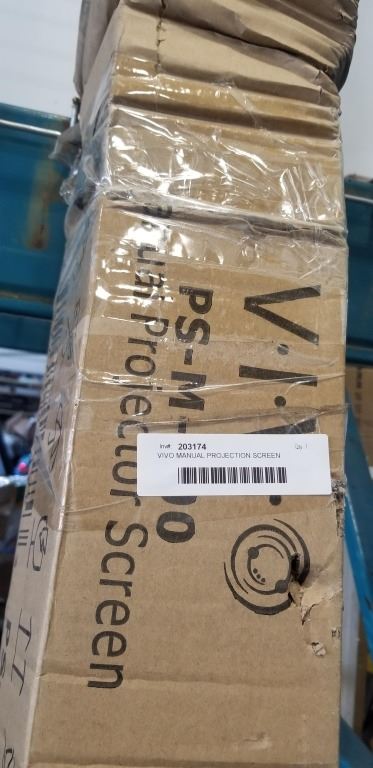 V.I.
PS-M-
Projector Screen
Inv#: 203174 Qty: 1
VIVO MANUAL PROJECTION SCREEN